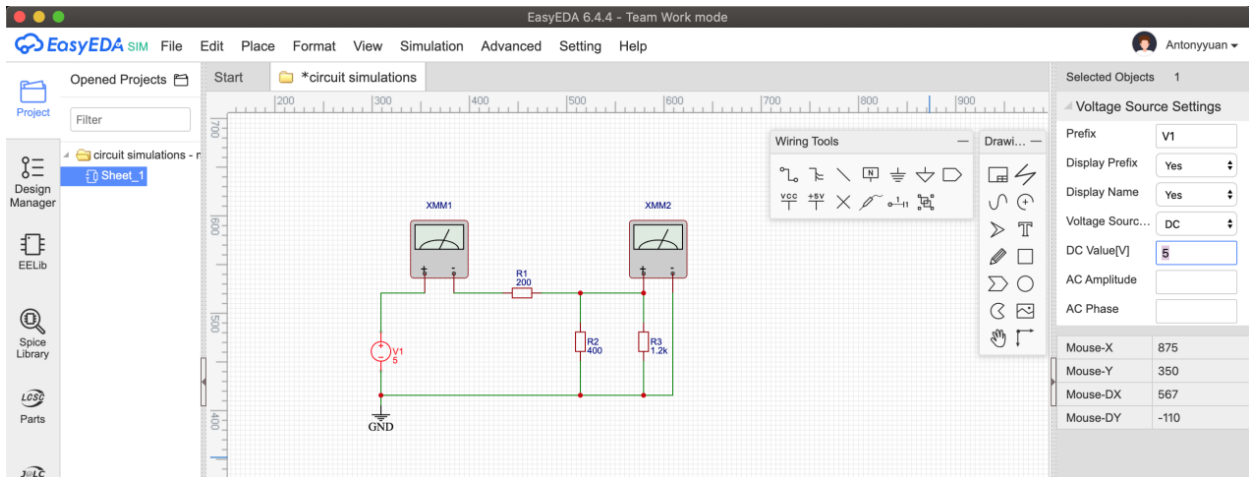 EasyEDA 6.4.4 - Team Work mode
EasyEDA SIM File Edit Place Format View Simulation Advanced Setting Help Antonyyuan
Project
Design
Manager
EELib
Spice
Library
LCSC
Parts
Opened Projects
Filter
circuit simulations -
Sheet_1
Start *circuit simulations
200 300 400 500 600 700 800 900
700
600
500
400
XMM1
XMM2
+ -
+ -
R1
200
R2
400
R3
1.2k
V1
5
GND
Wiring Tools
N
VCC +5V
Drawi...
T
Selected Objects 1
Voltage Source Settings
Prefix V1
Display Prefix Yes
Display Name Yes
Voltage Sourc... DC
DC Value[V] 5
AC Amplitude
AC Phase
Mouse-X 875
Mouse-Y 350
Mouse-DX 567
Mouse-DY -110